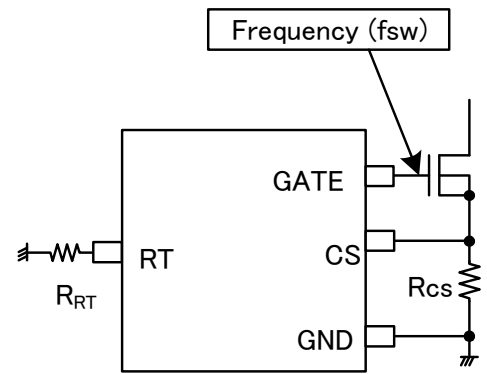 Frequency (fsw)
GATE
RT
CS
RRT
Rcs
GND